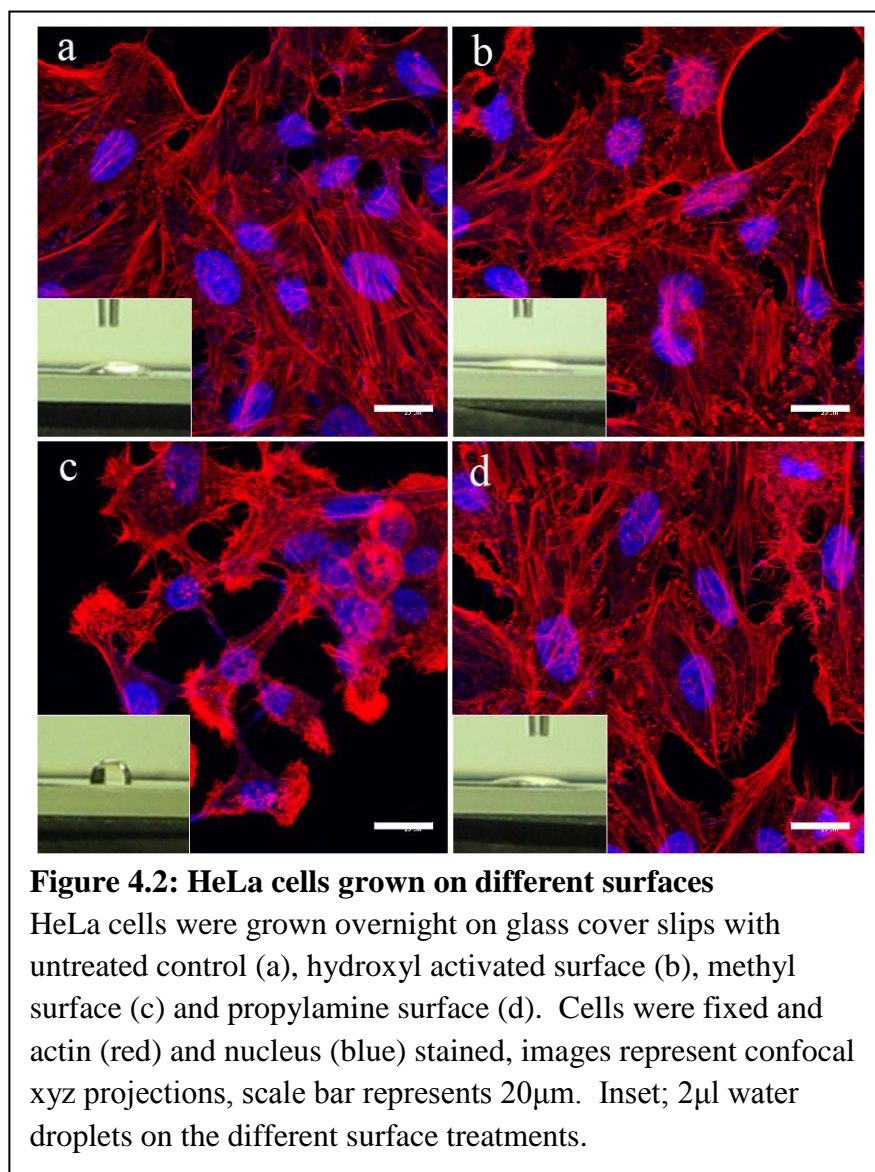 a
b
c
d
Figure 4.2: HeLa cells grown on different surfaces
HeLa cells were grown overnight on glass cover slips with
untreated control (a), hydroxyl activated surface (b), methyl
surface (c) and propylamine surface (d).  Cells were fixed and
actin (red) and nucleus (blue) stained, images represent confocal
xyz projections, scale bar represents 20μm.  Inset; 2μl water
droplets on the different surface treatments.